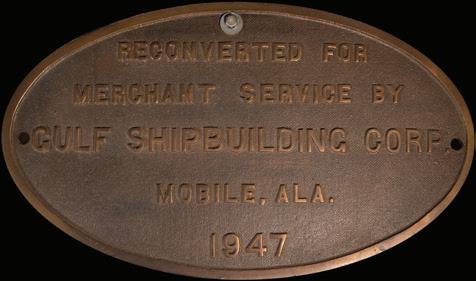 RECONVERTED FOR
MERCHANT SERVICE BY
GULF SHIPBUILDING CORP.
MOBILE, ALA.
1947